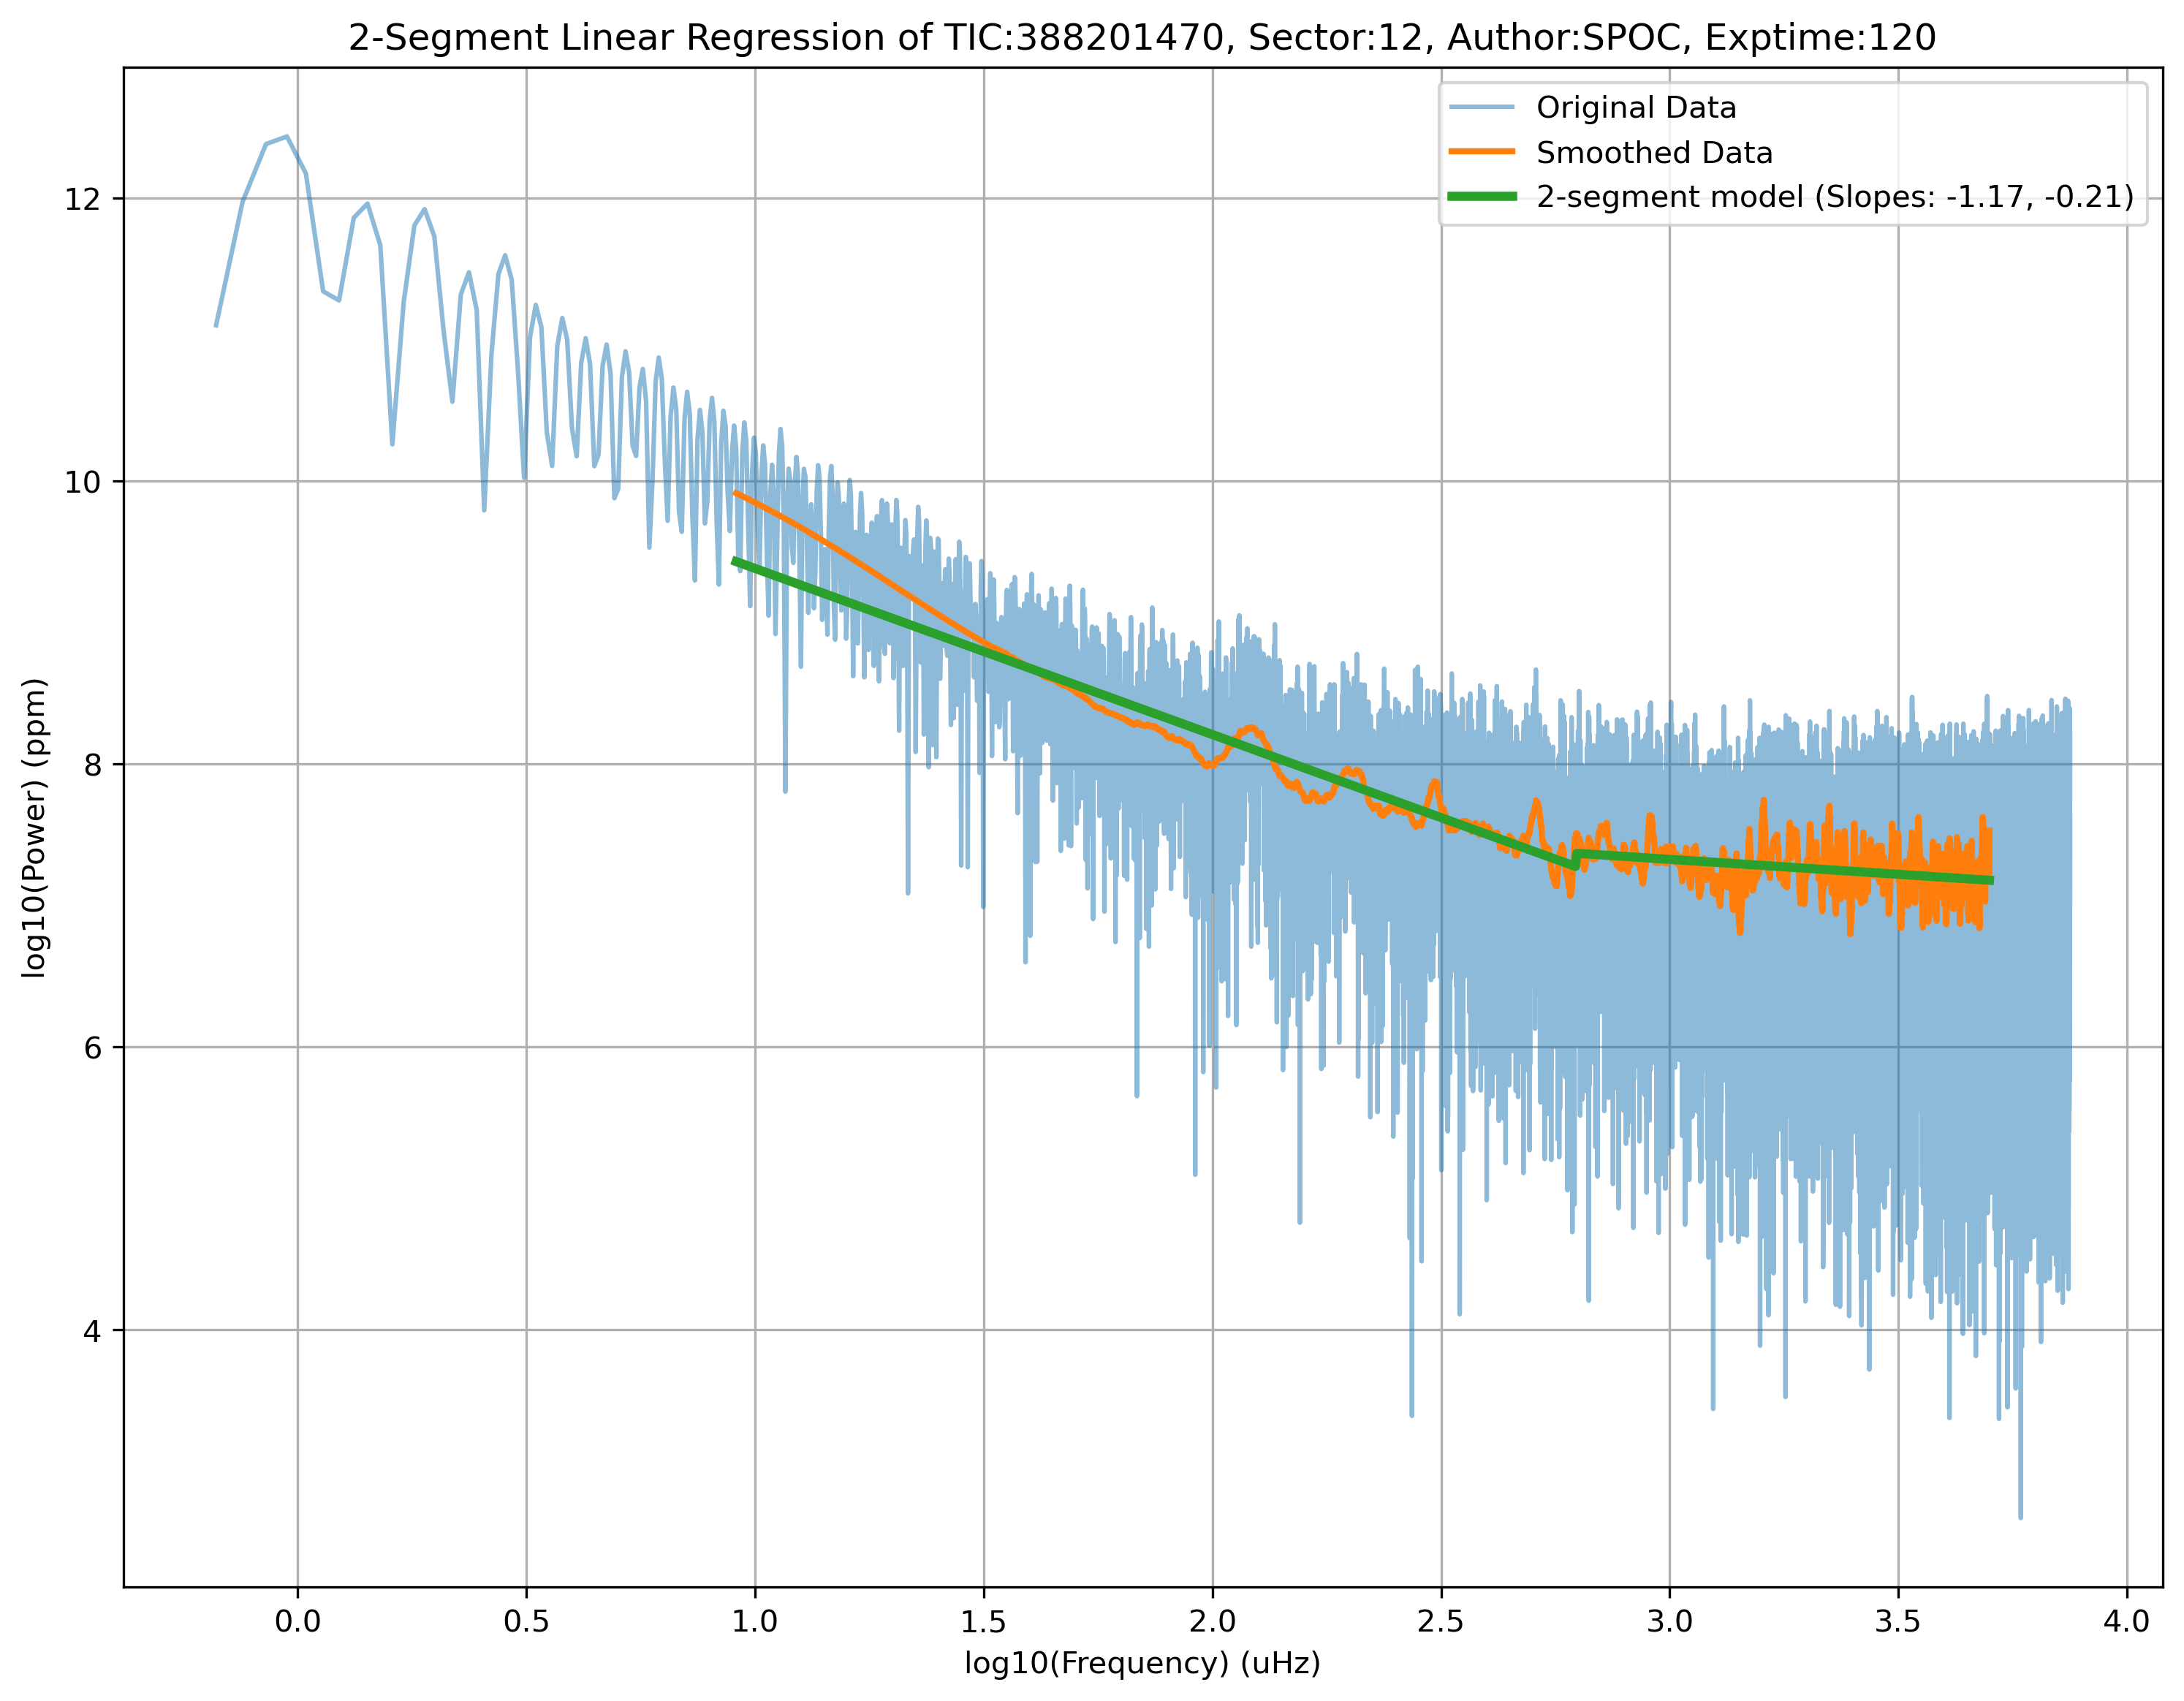 2-Segment Linear Regression of TIC:388201470, Sector:12, Author:SPOC, Exptime:120
Original Data
Smoothed Data
2-segment model (Slopes: -1.17, -0.21)
log10(Power) (ppm)
12
10
8
6
4
0.0 0.5 1.0 1.5 2.0 2.5 3.0 3.5 4.0
log10(Frequency) (uHz)